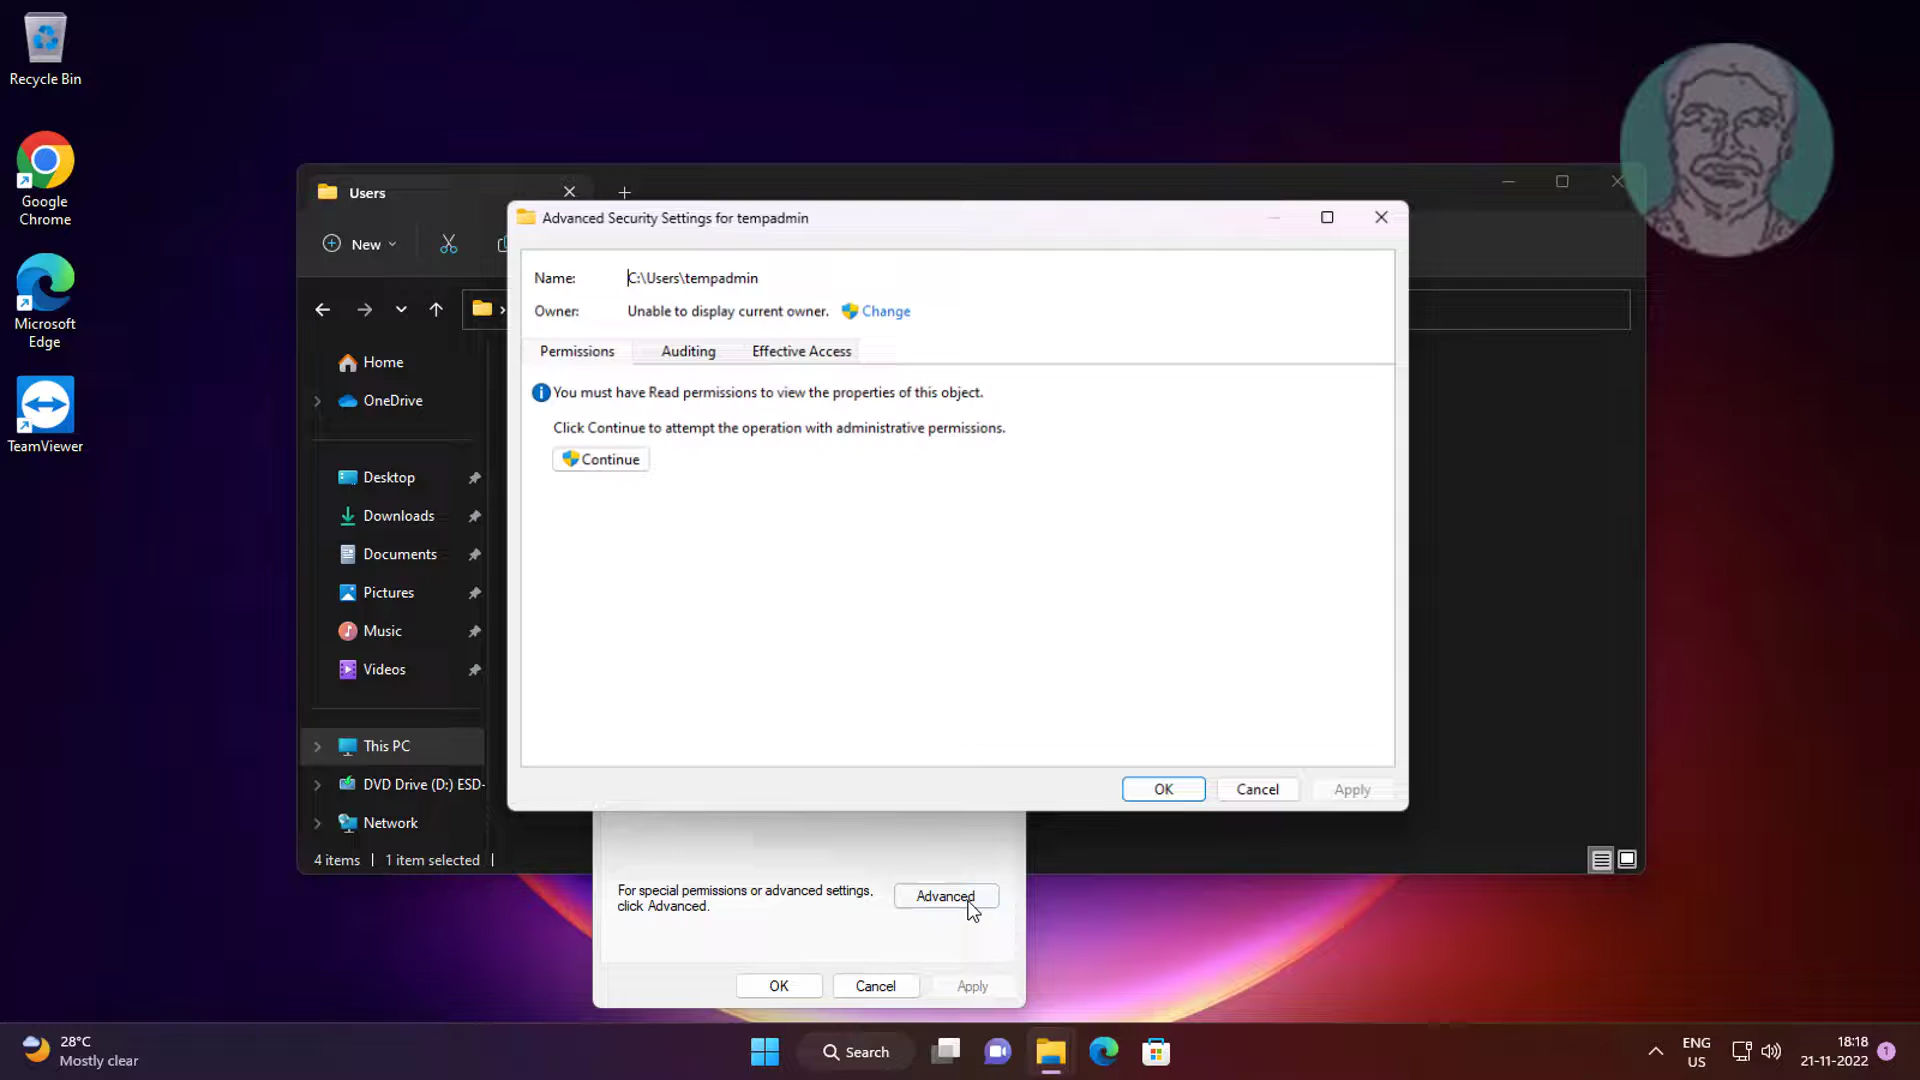 Recycle Bin
Google
Chrome
Microsoft
Edge
TeamViewer
Users
New
Home
OneDrive
Desktop
Downloads
Documents
Pictures
Music
Videos
This PC
DVD Drive (D:) ESD-
Network
4 items
1 item selected
Advanced Security Settings for tempadmin
Name: C:\Users\tempadmin
Owner: Unable to display current owner. Change
Permissions Auditing Effective Access
You must have Read permissions to view the properties of this object.
Click Continue to attempt the operation with administrative permissions.
Continue
OK Cancel Apply
For special permissions or advanced settings,
click Advanced.
Advanced
OK Cancel Apply
28°C
Mostly clear
Search
ENG
US
18:18
21-11-2022
1